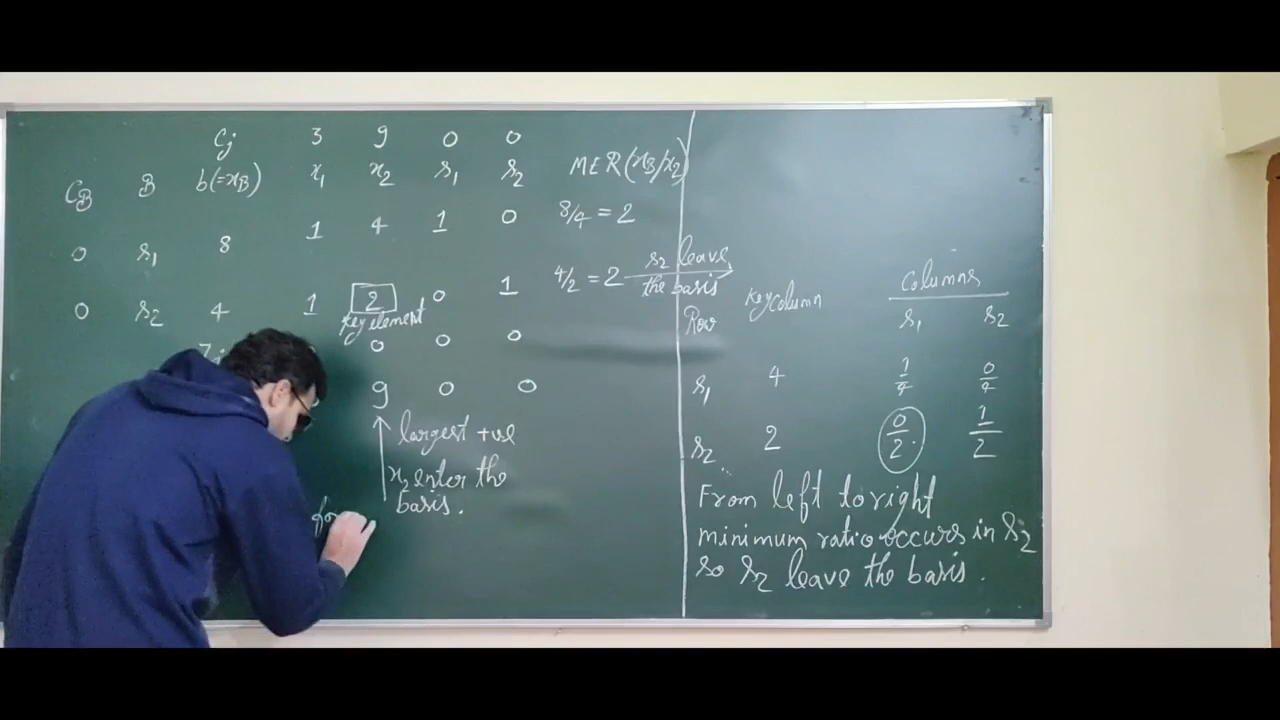 Cj 3 9 0 0
CB B b(=xB) x1 x2 s1 s2 MER(xB/x2)
0 s1 8 1 4 1 0 8/4 = 2
0 s2 4 1 2 0 1 4/2 = 2 s2 leave the basis
key element
0 0 0
9 0 0
largest +ve
x2 enter the
basis.
Row Key Column Columns
s1 s2
s1 4 1/4 0/4
s2 2 0/2 1/2
From left to right
minimum ratio occurs in s2
so s2 leave the basis.